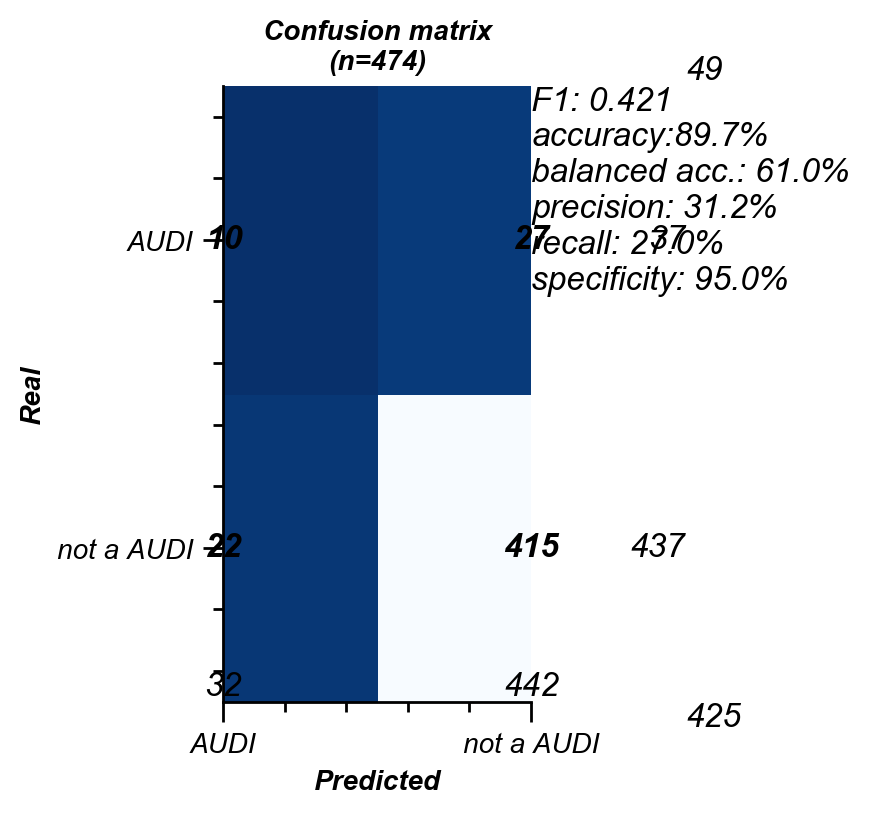 Confusion matrix
(n=474)
49
F1: 0.421
accuracy:89.7%
balanced acc.: 61.0%
precision: 31.2%
recall: 27.0%
specificity: 95.0%
AUDI
10
27
37
Real
not a AUDI
22
415
437
32
442
425
AUDI
not a AUDI
Predicted